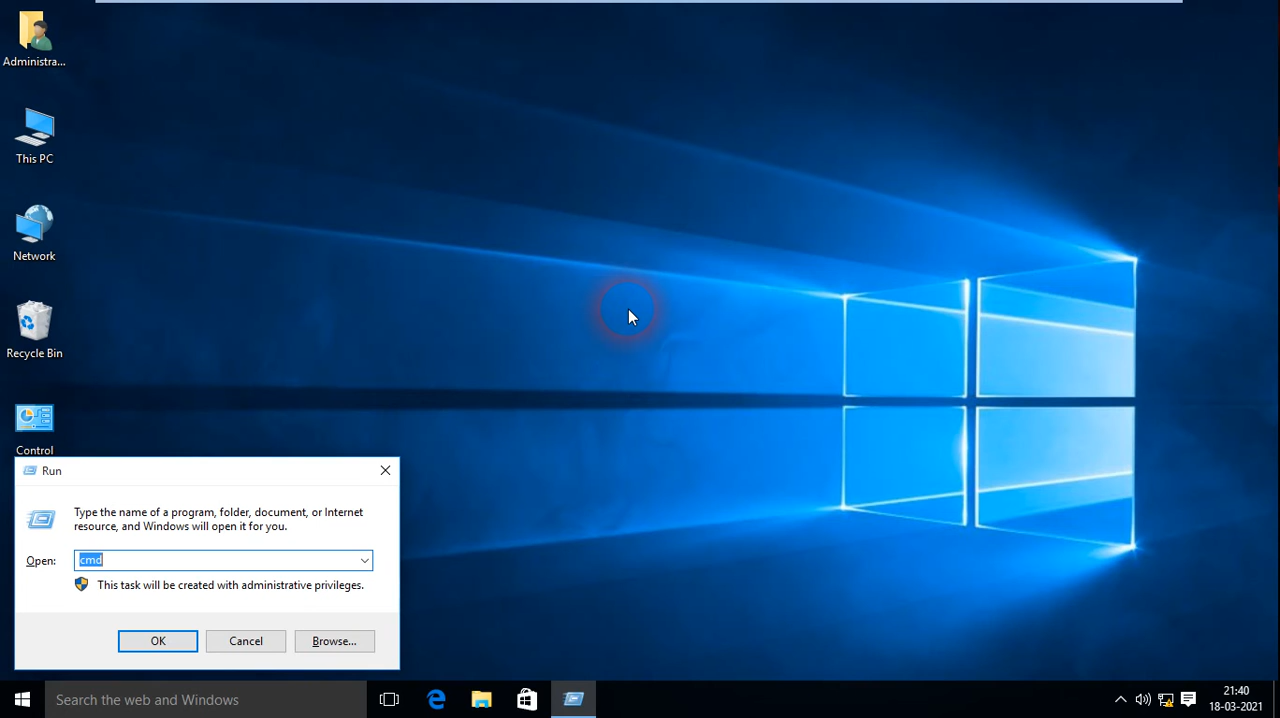 Administra...
This PC
Network
Recycle Bin
Control
Run
Type the name of a program, folder, document, or Internet
resource, and Windows will open it for you.
Open:
cmd
This task will be created with administrative privileges.
OK
Cancel
Browse...
Search the web and Windows
21:40
18-03-2021